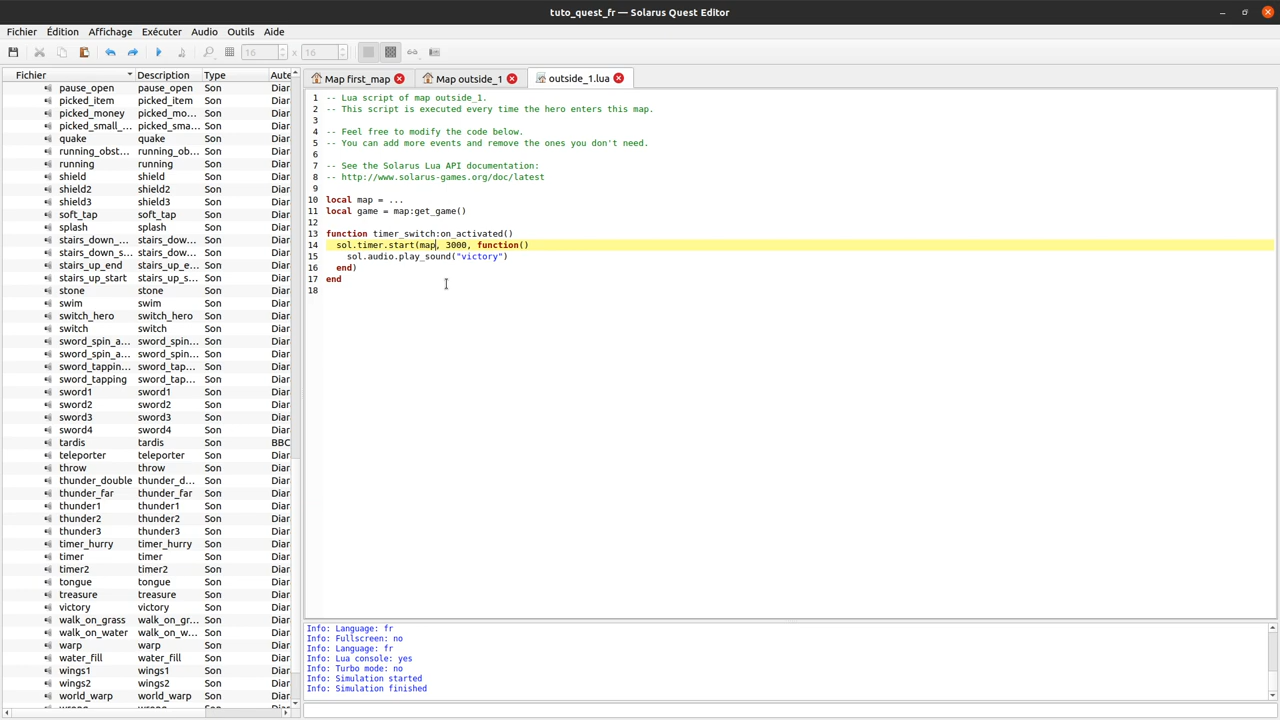 tuto_quest_fr — Solarus Quest Editor
Fichier Édition Affichage Exécuter Audio Outils Aide
16 x 16
Fichier Description Type Aute
Map first_map Map outside_1 outside_1.lua
pause_open pause_open Son Diar
picked_item picked_item Son Diar
picked_money picked_mo... Son Diar
picked_small_... picked_sma... Son Diar
quake quake Son Diar
running_obst... running_ob... Son Diar
running running Son Diar
shield shield Son Diar
shield2 shield2 Son Diar
shield3 shield3 Son Diar
soft_tap soft_tap Son Diar
splash splash Son Diar
stairs_down_... stairs_dow... Son Diar
stairs_down_s... stairs_dow... Son Diar
stairs_up_end stairs_up_e... Son Diar
stairs_up_start stairs_up_s... Son Diar
stone stone Son Diar
swim swim Son Diar
switch_hero switch_hero Son Diar
switch switch Son Diar
sword_spin_a... sword_spin... Son Diar
sword_spin_a... sword_spin... Son Diar
sword_tappin... sword_tap... Son Diar
sword_tapping sword_tap... Son Diar
sword1 sword1 Son Diar
sword2 sword2 Son Diar
sword3 sword3 Son Diar
sword4 sword4 Son Diar
tardis tardis Son BBC
teleporter teleporter Son Diar
throw throw Son Diar
thunder_double thunder_d... Son Diar
thunder_far thunder_far Son Diar
thunder1 thunder1 Son Diar
thunder2 thunder2 Son Diar
thunder3 thunder3 Son Diar
timer_hurry timer_hurry Son Diar
timer timer Son Diar
timer2 timer2 Son Diar
tongue tongue Son Diar
treasure treasure Son Diar
victory victory Son Diar
walk_on_grass walk_on_gr... Son Diar
walk_on_water walk_on_w... Son Diar
warp warp Son Diar
water_fill water_fill Son Diar
wings1 wings1 Son Diar
wings2 wings2 Son Diar
world_warp world_warp Son Diar
1 -- Lua script of map outside_1.
2 -- This script is executed every time the hero enters this map.
3
4 -- Feel free to modify the code below.
5 -- You can add more events and remove the ones you don't need.
6
7 -- See the Solarus Lua API documentation:
8 -- http://www.solarus-games.org/doc/latest
9
10 local map = ...
11 local game = map:get_game()
12
13 function timer_switch:on_activated()
14 sol.timer.start(map, 3000, function()
15 sol.audio.play_sound("victory")
16 end)
17 end
18
Info: Language: fr
Info: Fullscreen: no
Info: Language: fr
Info: Lua console: yes
Info: Turbo mode: no
Info: Simulation started
Info: Simulation finished